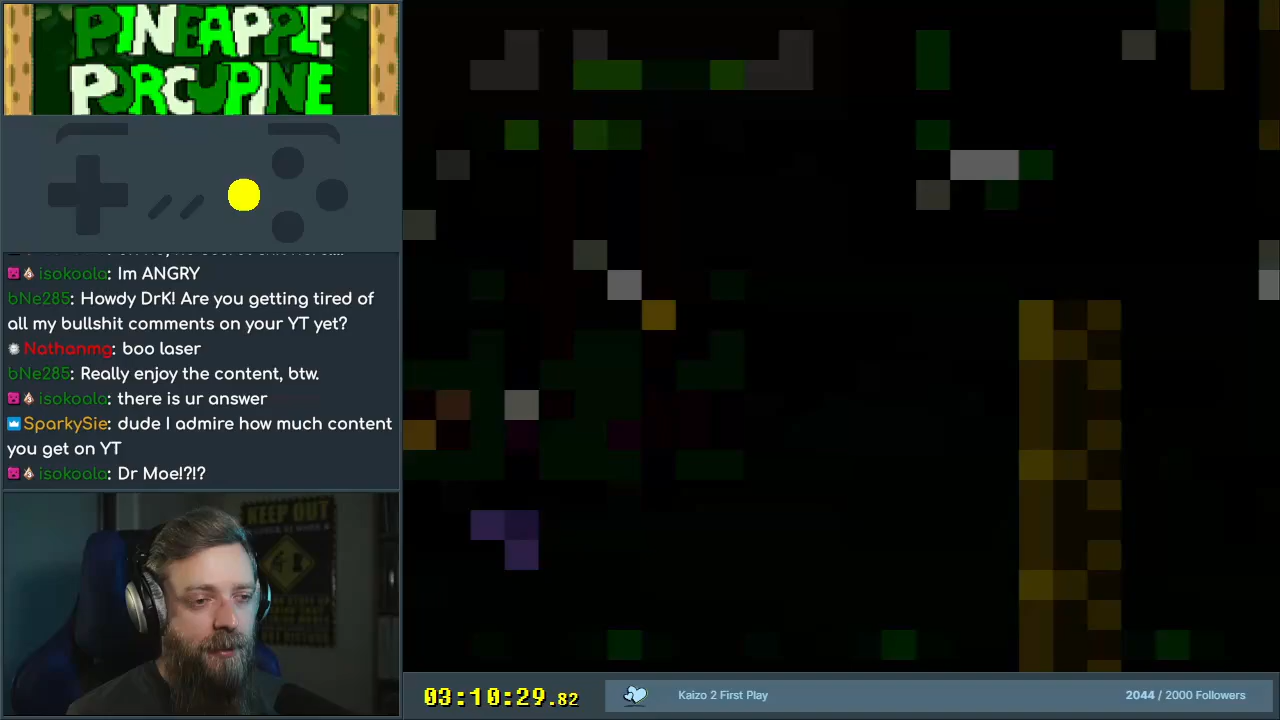 PINEAPPLE
PORCUPINE
isokoala: Im ANGRY
bNe285: Howdy DrK! Are you getting tired of
all my bullshit comments on your YT yet?
Nathanmg: boo laser
bNe285: Really enjoy the content, btw.
isokoala: there is ur answer
SparkySie: dude I admire how much content
you get on YT
isokoala: Dr Moe!?!?
KEEP OUT
03:10:29.82
Kaizo 2 First Play
2044 / 2000 Followers